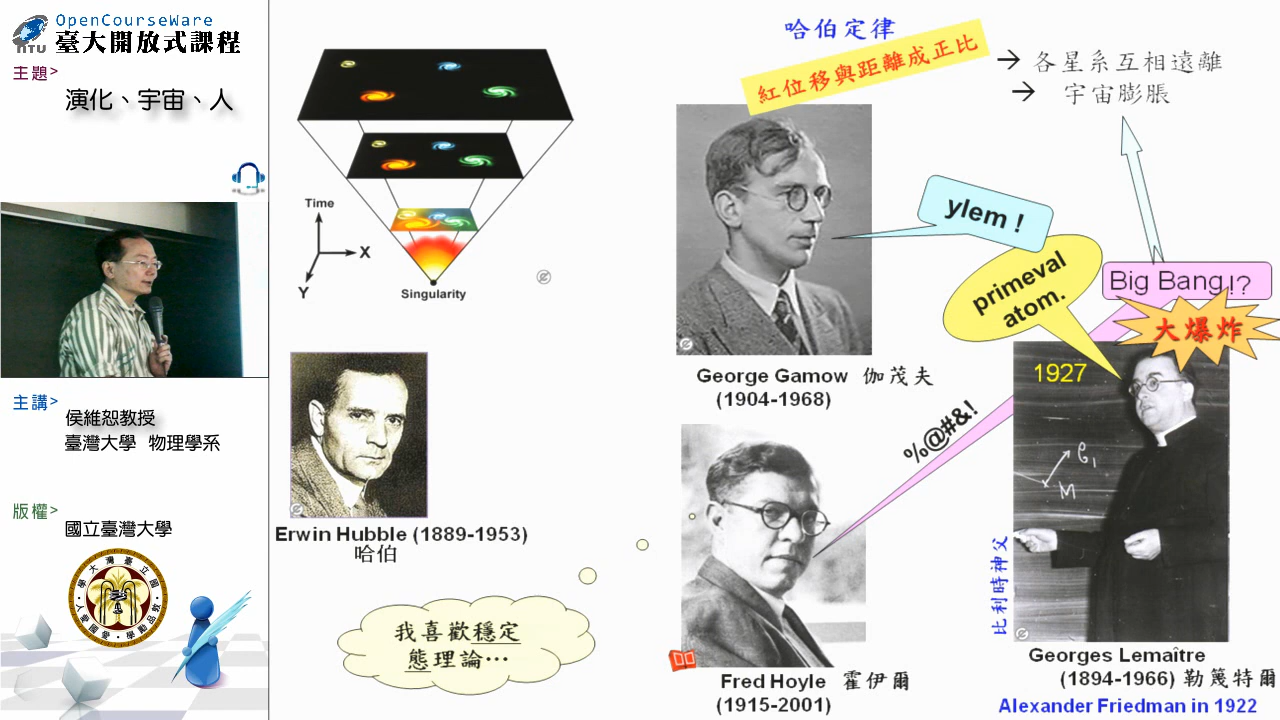 OpenCourseWare
NTU
臺大開放式課程
主題>
演化、宇宙、人
主講>
侯維恕教授
臺灣大學 物理學系
版權>
國立臺灣大學
Time
X
Y
Singularity
Erwin Hubble (1889-1953)
哈伯
我喜歡穩定
態理論…
哈伯定律
紅位移與距離成正比
→ 各星系互相遠離
→ 宇宙膨脹
ylem !
primeval
atom.
Big Bang!?
大爆炸
George Gamow 伽茂夫
(1904-1968)
%@#&!
Fred Hoyle 霍伊爾
(1915-2001)
1927
M
比利時神父
Georges Lemaître
(1894-1966) 勒篾特爾
Alexander Friedman in 1922